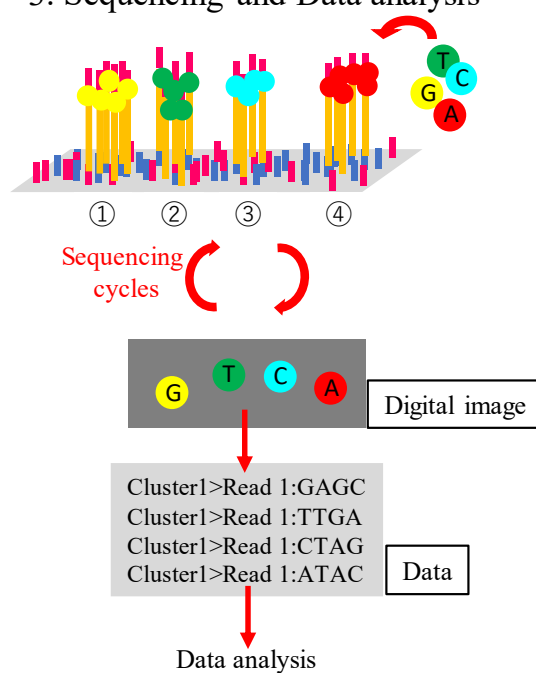 3. Sequencing and Data analysis
T
C
G
A
① ② ③ ④
Sequencing
cycles
G T C A
Digital image
Cluster1>Read 1:GAGC
Cluster1>Read 1:TTGA
Cluster1>Read 1:CTAG
Cluster1>Read 1:ATAC
Data
Data analysis